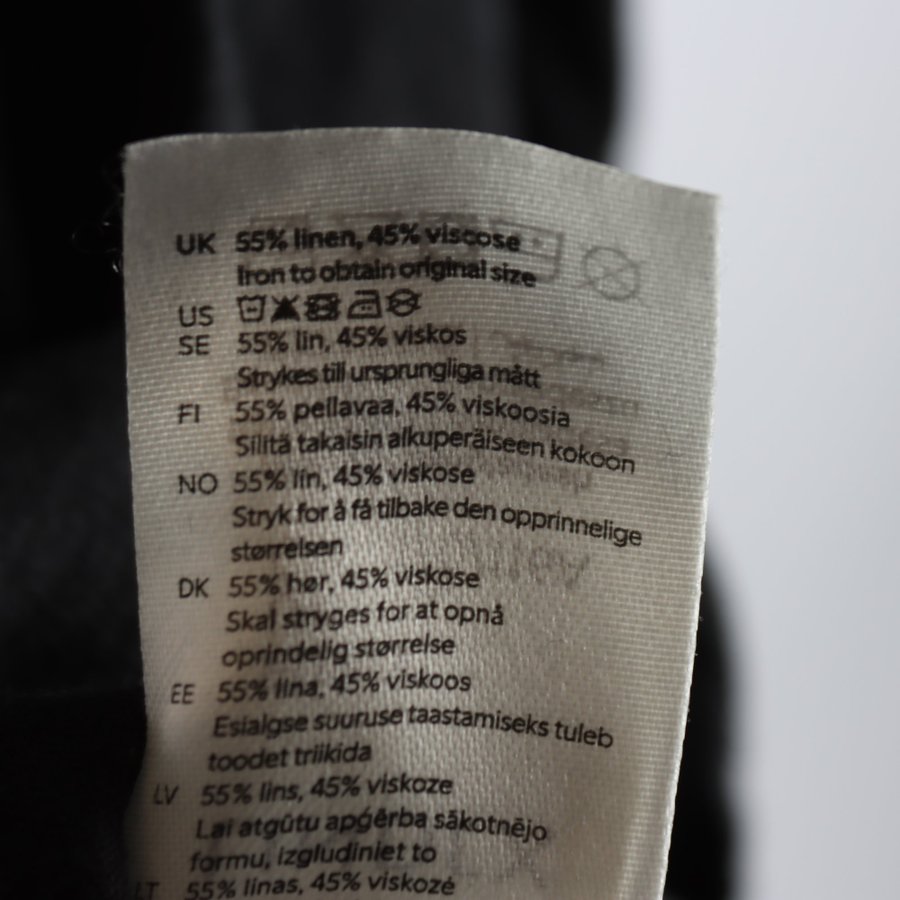 UK 55% linen, 45% viscose
Iron to obtain original size
US
SE 55% lin, 45% viskos
Strykes till ursprungliga mått
FI 55% pellavaa, 45% viskoosia
Silitä takaisin alkuperäiseen kokoon
NO 55% lin, 45% viskose
Stryk for å få tilbake den opprinnelige
størrelsen
DK 55% hør, 45% viskose
Skal stryges for at opnå
oprindelig størrelse
EE 55% lina, 45% viskoos
Esialgse suuruse taastamiseks tuleb
toodet triikida
LV 55% lins, 45% viskoze
Lai atgūtu apģērba sākotnējo
formu, izgludiniet to
LT 55% linas, 45% viskozė